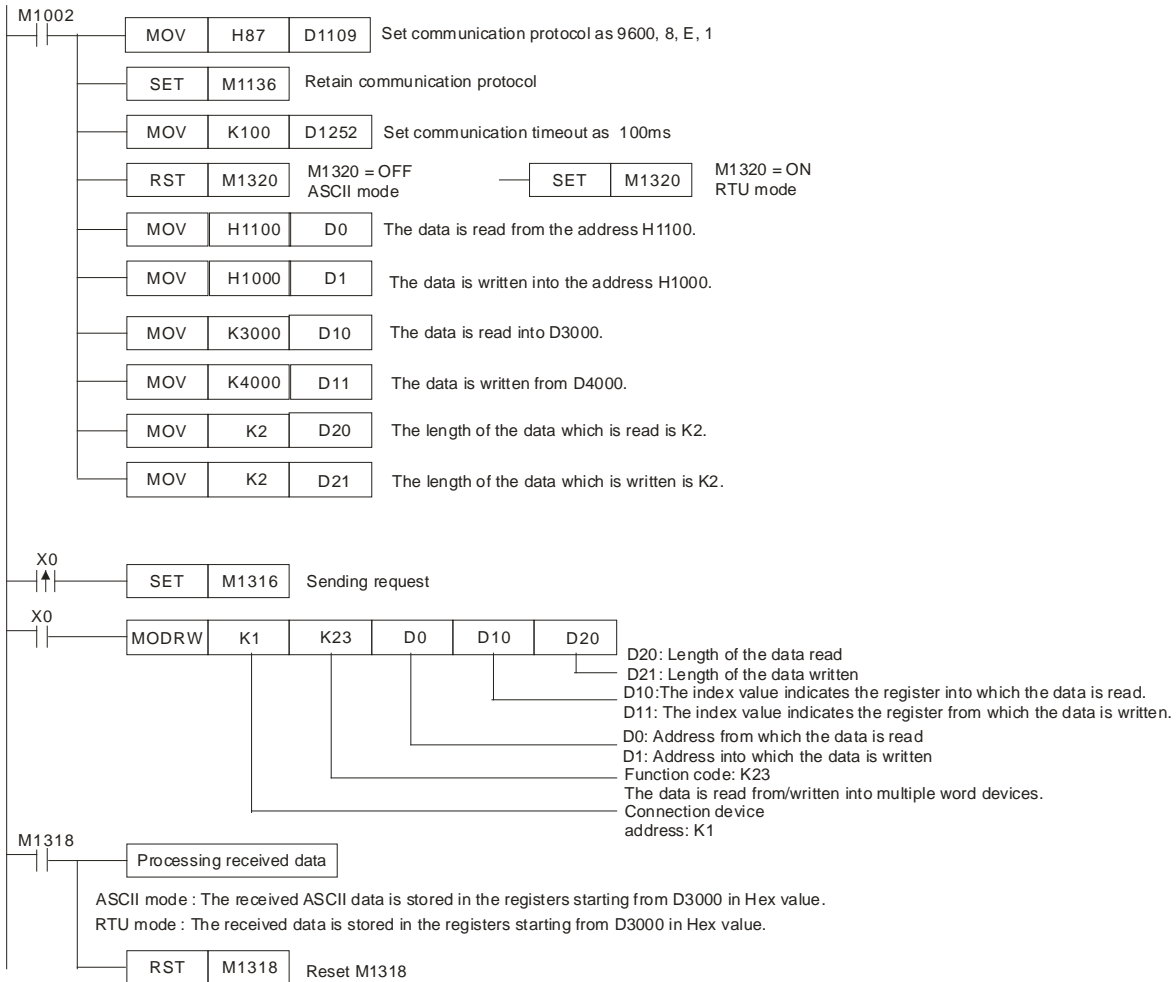 M1002
MOV H87 D1109 Set communication protocol as 9600, 8, E, 1
SET M1136 Retain communication protocol
MOV K100 D1252 Set communication timeout as 100ms
RST M1320 M1320 = OFF
ASCII mode
SET M1320 M1320 = ON
RTU mode
MOV H1100 D0 The data is read from the address H1100.
MOV H1000 D1 The data is written into the address H1000.
MOV K3000 D10 The data is read into D3000.
MOV K4000 D11 The data is written from D4000.
MOV K2 D20 The length of the data which is read is K2.
MOV K2 D21 The length of the data which is written is K2.
X0
SET M1316 Sending request
X0
MODRW K1 K23 D0 D10 D20
D20: Length of the data read
D21: Length of the data written
D10:The index value indicates the register into which the data is read.
D11: The index value indicates the register from which the data is written.
D0: Address from which the data is read
D1: Address into which the data is written
Function code: K23
The data is read from/written into multiple word devices.
Connection device
address: K1
M1318
Processing received data
ASCII mode : The received ASCII data is stored in the registers starting from D3000 in Hex value.
RTU mode : The received data is stored in the registers starting from D3000 in Hex value.
RST M1318 Reset M1318